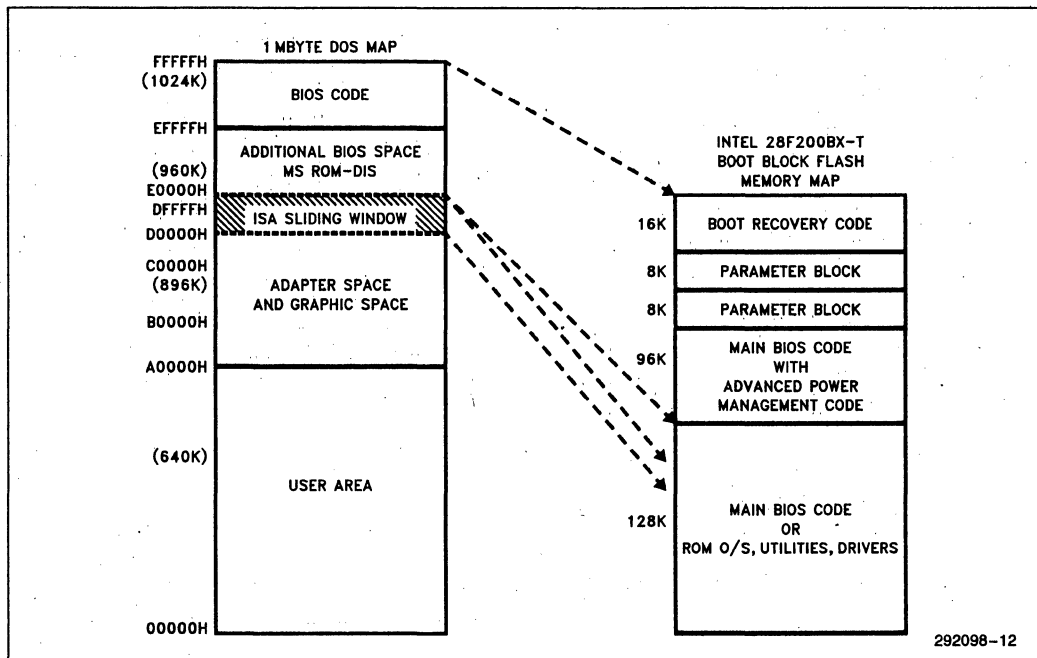 1 MBYTE DOS MAP
FFFFFH
(1024K)
BIOS CODE
EFFFFH
ADDITIONAL BIOS SPACE
MS ROM-DIS
(960K)
E0000H
DFFFFH
ISA SLIDING WINDOW
D0000H
C0000H
(896K)
ADAPTER SPACE
AND GRAPHIC SPACE
B0000H
A0000H
(640K)
USER AREA
00000H
INTEL 28F200BX-T
BOOT BLOCK FLASH
MEMORY MAP
16K
BOOT RECOVERY CODE
8K
PARAMETER BLOCK
8K
PARAMETER BLOCK
96K
MAIN BIOS CODE
WITH
ADVANCED POWER
MANAGEMENT CODE
128K
MAIN BIOS CODE
OR
ROM O/S, UTILITIES, DRIVERS
292098-12